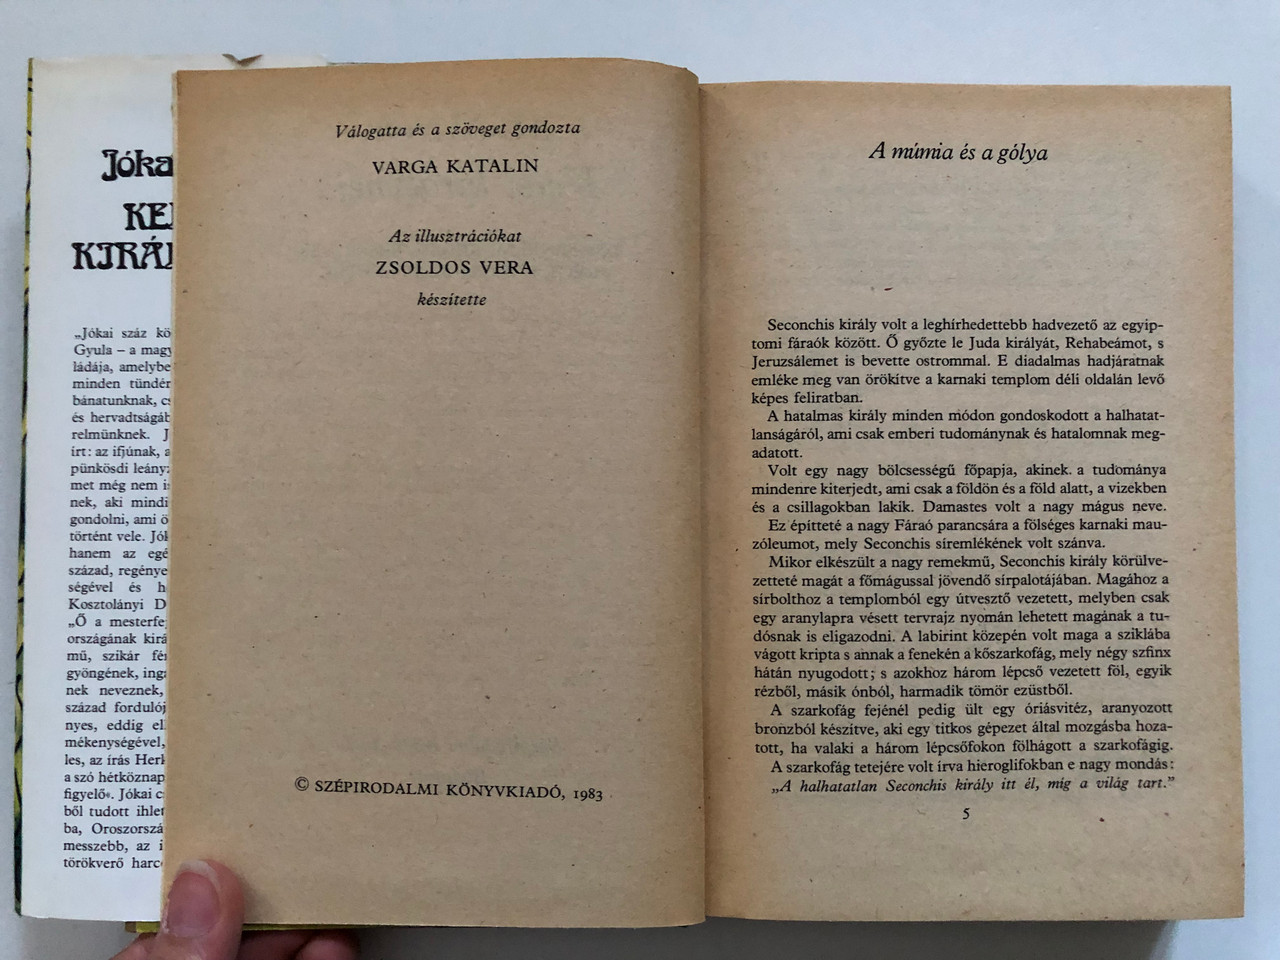 Jóka
KE
KIRÁ
„Jókai száz kö
Gyula – a magy
ládája, amelybe
minden tündér
bánatunknak, cs
és hervadtságát
relmünknek. J
írt: az ifjúnak, a
pünkösdi leány
met még nem i
nek, aki mindi
gondolni, ami ö
történt vele. Jól
hanem az egé
század, regénye
ségével és h
Kosztolányi D
„Ő a mesterfe
országának kirá
mű, szikár fé
gyöngének, inga
nek neveznek,
század forduló
nyes, eddig el
mékenységével,
les, az írás Her
a szó hétköznap
figyelő«. Jókai c
ből tudott ihlet
ba, Oroszorszá
messzebb, az i
törökverő harc
Válogatta és a szöveget gondozta
VARGA KATALIN
Az illusztrációkat
ZSOLDOS VERA
készítette
© SZÉPIRODALMI KÖNYVKIADÓ, 1983
A múmia és a gólya
Seconchis király volt a leghírhedettebb hadvezető az egyip-
tomi fáraók között. Ő győzte le Juda királyát, Rehabeámot, s
Jeruzsálemet is bevette ostrommal. E diadalmas hadjáratnak
emléke meg van örökítve a karnaki templom déli oldalán levő
képes feliratban.
A hatalmas király minden módon gondoskodott a halhatat-
lanságáról, ami csak emberi tudománynak és hatalomnak meg-
adatott.
Volt egy nagy bölcsességű főpapja, akinek a tudománya
mindenre kiterjedt, ami csak a földön és a föld alatt, a vizekben
és a csillagokban lakik. Damastes volt a nagy mágus neve.
Ez építteté a nagy Fáraó parancsára a fölséges karnaki mau-
zóleumot, mely Seconchis síremlékének volt szánva.
Mikor elkészült a nagy remekmű, Seconchis király körülve-
zetteté magát a főmágussal jövendő sírpalotájában. Magához a
sírbolthoz a templomból egy útvesztő vezetett, melyben csak
egy aranylapra vésett tervrajz nyomán lehetett magának a tu-
dósnak is eligazodni. A labirint közepén volt maga a sziklába
vágott kripta s annak a fenekén a kőszarkofág, mely négy szfinx
hátán nyugodott; s azokhoz három lépcső vezetett föl, egyik
rézből, másik ónból, harmadik tömör ezüstből.
A szarkofág fejénél pedig ült egy óriásvitéz, aranyozott
bronzból készítve, aki egy titkos gépezet által mozgásba hoza-
tott, ha valaki a három lépcsőfokon fölhágott a szarkofágig.
A szarkofág tetejére volt írva hieroglifokban e nagy mondás:
„A halhatatlan Seconchis király itt él, míg a világ tart.”
5